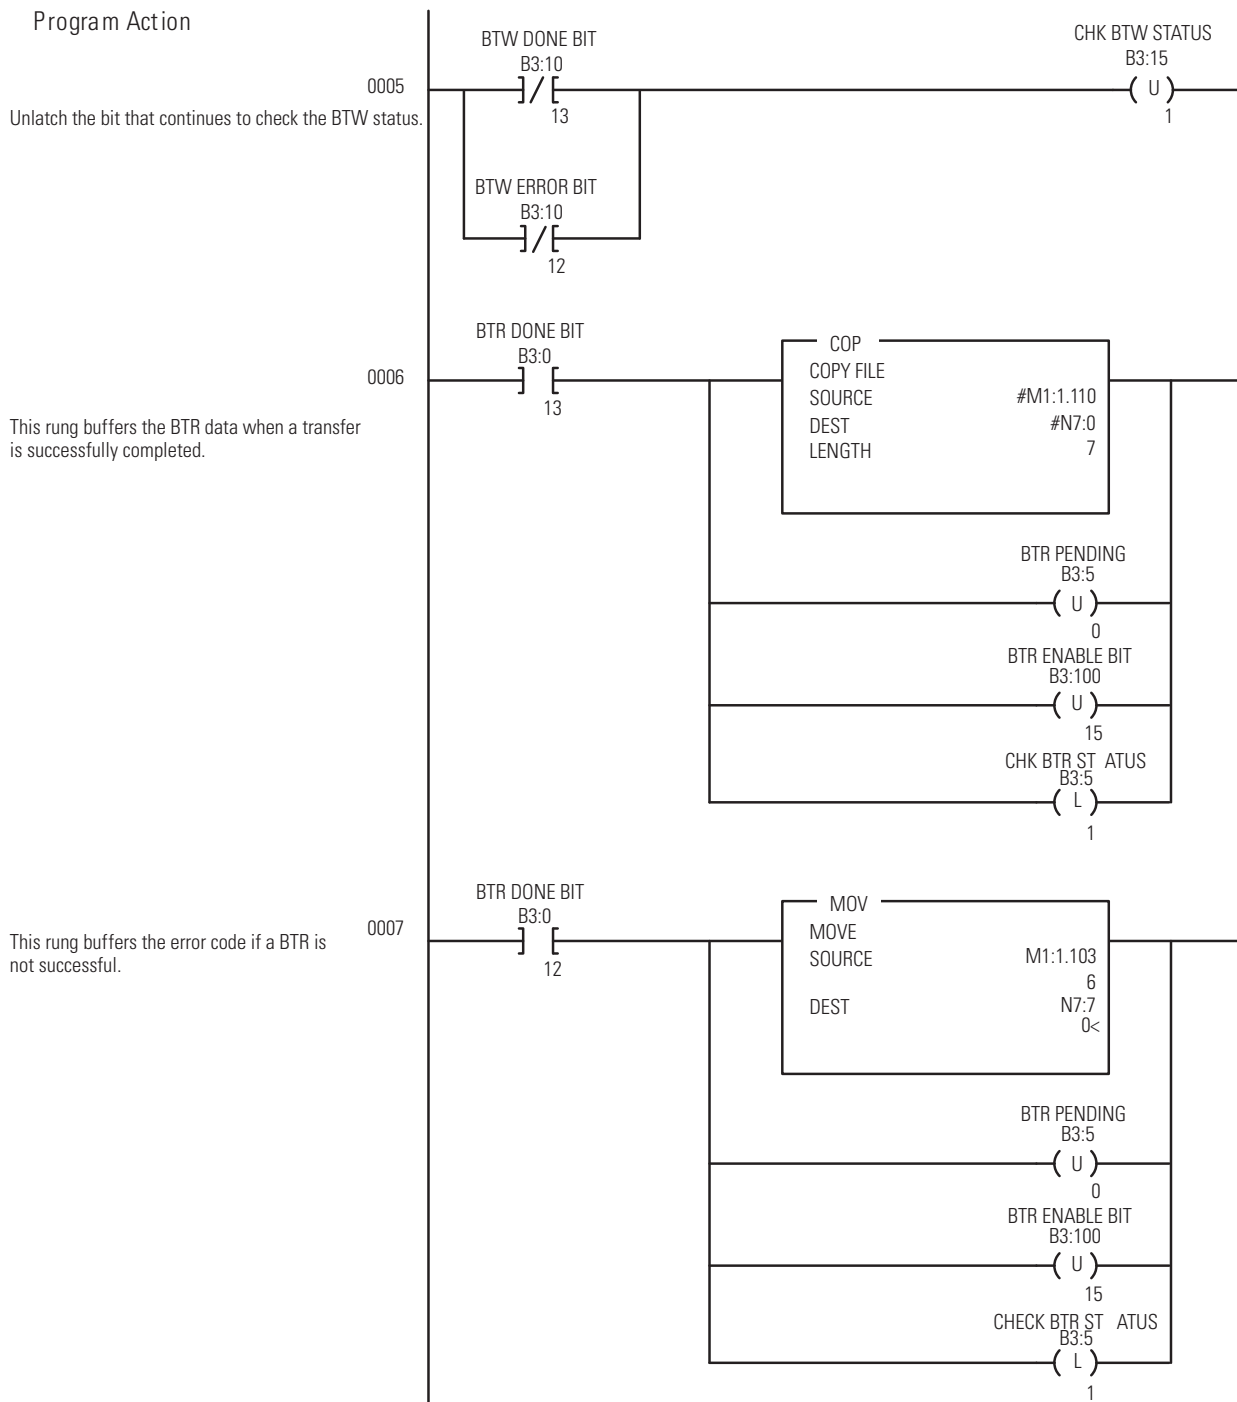 Program Action
BTW DONE BIT
B3:10
13
CHK BTW STATUS
B3:15
U
1
0005
Unlatch the bit that continues to check the BTW status.
BTW ERROR BIT
B3:10
12
BTR DONE BIT
B3:0
13
0006
This rung buffers the BTR data when a transfer
is successfully completed.
COP
COPY FILE
SOURCE #M1:1.110
DEST #N7:0
LENGTH 7
BTR PENDING
B3:5
U
0
BTR ENABLE BIT
B3:100
U
15
CHK BTR ST ATUS
B3:5
L
1
BTR DONE BIT
B3:0
12
0007
This rung buffers the error code if a BTR is
not successful.
MOV
MOVE
SOURCE M1:1.103
6
DEST N7:7
0<
BTR PENDING
B3:5
U
0
BTR ENABLE BIT
B3:100
U
15
CHECK BTR ST ATUS
B3:5
L
1